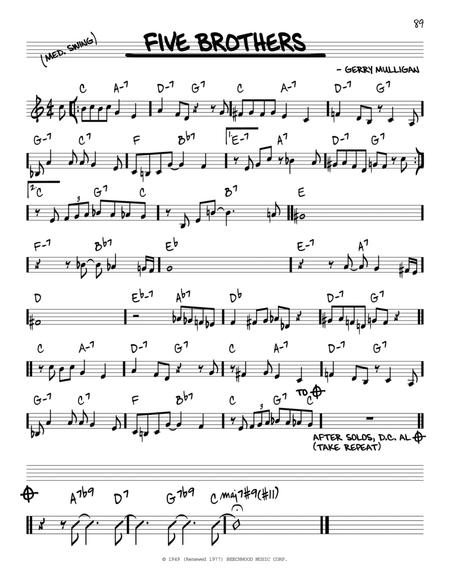 89
(MED. SWING)
FIVE BROTHERS
- GERRY MULLIGAN
C A-7 D-7 G7 C A-7 D-7 G7
G-7 C7 F Bb7 1. E-7 A7 D-7 G7
2. C G7 C B7 E
F-7 Bb7 Eb E-7 A7
D Eb-7 Ab7 Db D-7 G7
C A-7 D-7 G7 C A-7 D-7 G7
TO
G-7 C7 F Bb7 C G7 C
AFTER SOLOS, D.C. AL
(TAKE REPEAT)
A7b9 D7 G7b9 Cmaj7#9(#11)
© 1949 (Renewed 1977) BEECHWOOD MUSIC CORP.